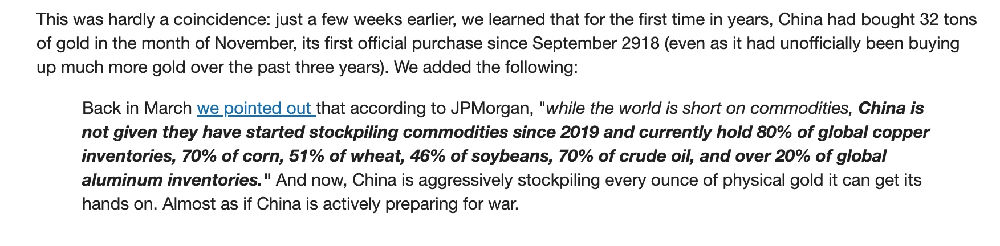 This was hardly a coincidence: just a few weeks earlier, we learned that for the first time in years, China had bought 32 tons
of gold in the month of November, its first official purchase since September 2918 (even as it had unofficially been buying
up much more gold over the past three years). We added the following:
Back in March we pointed out that according to JPMorgan, "while the world is short on commodities, China is
not given they have started stockpiling commodities since 2019 and currently hold 80% of global copper
inventories, 70% of corn, 51% of wheat, 46% of soybeans, 70% of crude oil, and over 20% of global
aluminum inventories." And now, China is aggressively stockpiling every ounce of physical gold it can get its
hands on. Almost as if China is actively preparing for war.